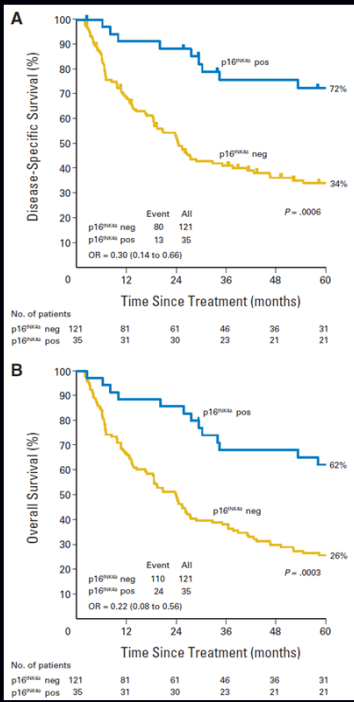 A
100
90
80
70
60
50
40
30
20
10
Disease-Specific Survival (%)
p16INK4a pos
72%
p16INK4a neg
34%
Event All
p16INK4a neg 80 121
p16INK4a pos 13 35
OR = 0.30 (0.14 to 0.66)
P = .0006
0 12 24 36 48 60
Time Since Treatment (months)
No. of patients
p16INK4a neg 121 81 61 46 36 31
p16INK4a pos 35 31 30 23 21 21
B
100
90
80
70
60
50
40
30
20
10
Overall Survival (%)
p16INK4a pos
62%
p16INK4a neg
26%
Event All
p16INK4a neg 110 121
p16INK4a pos 24 35
OR = 0.22 (0.08 to 0.56)
P = .0003
0 12 24 36 48 60
Time Since Treatment (months)
No. of patients
p16INK4a neg 121 81 61 46 36 31
p16INK4a pos 35 31 30 23 21 21